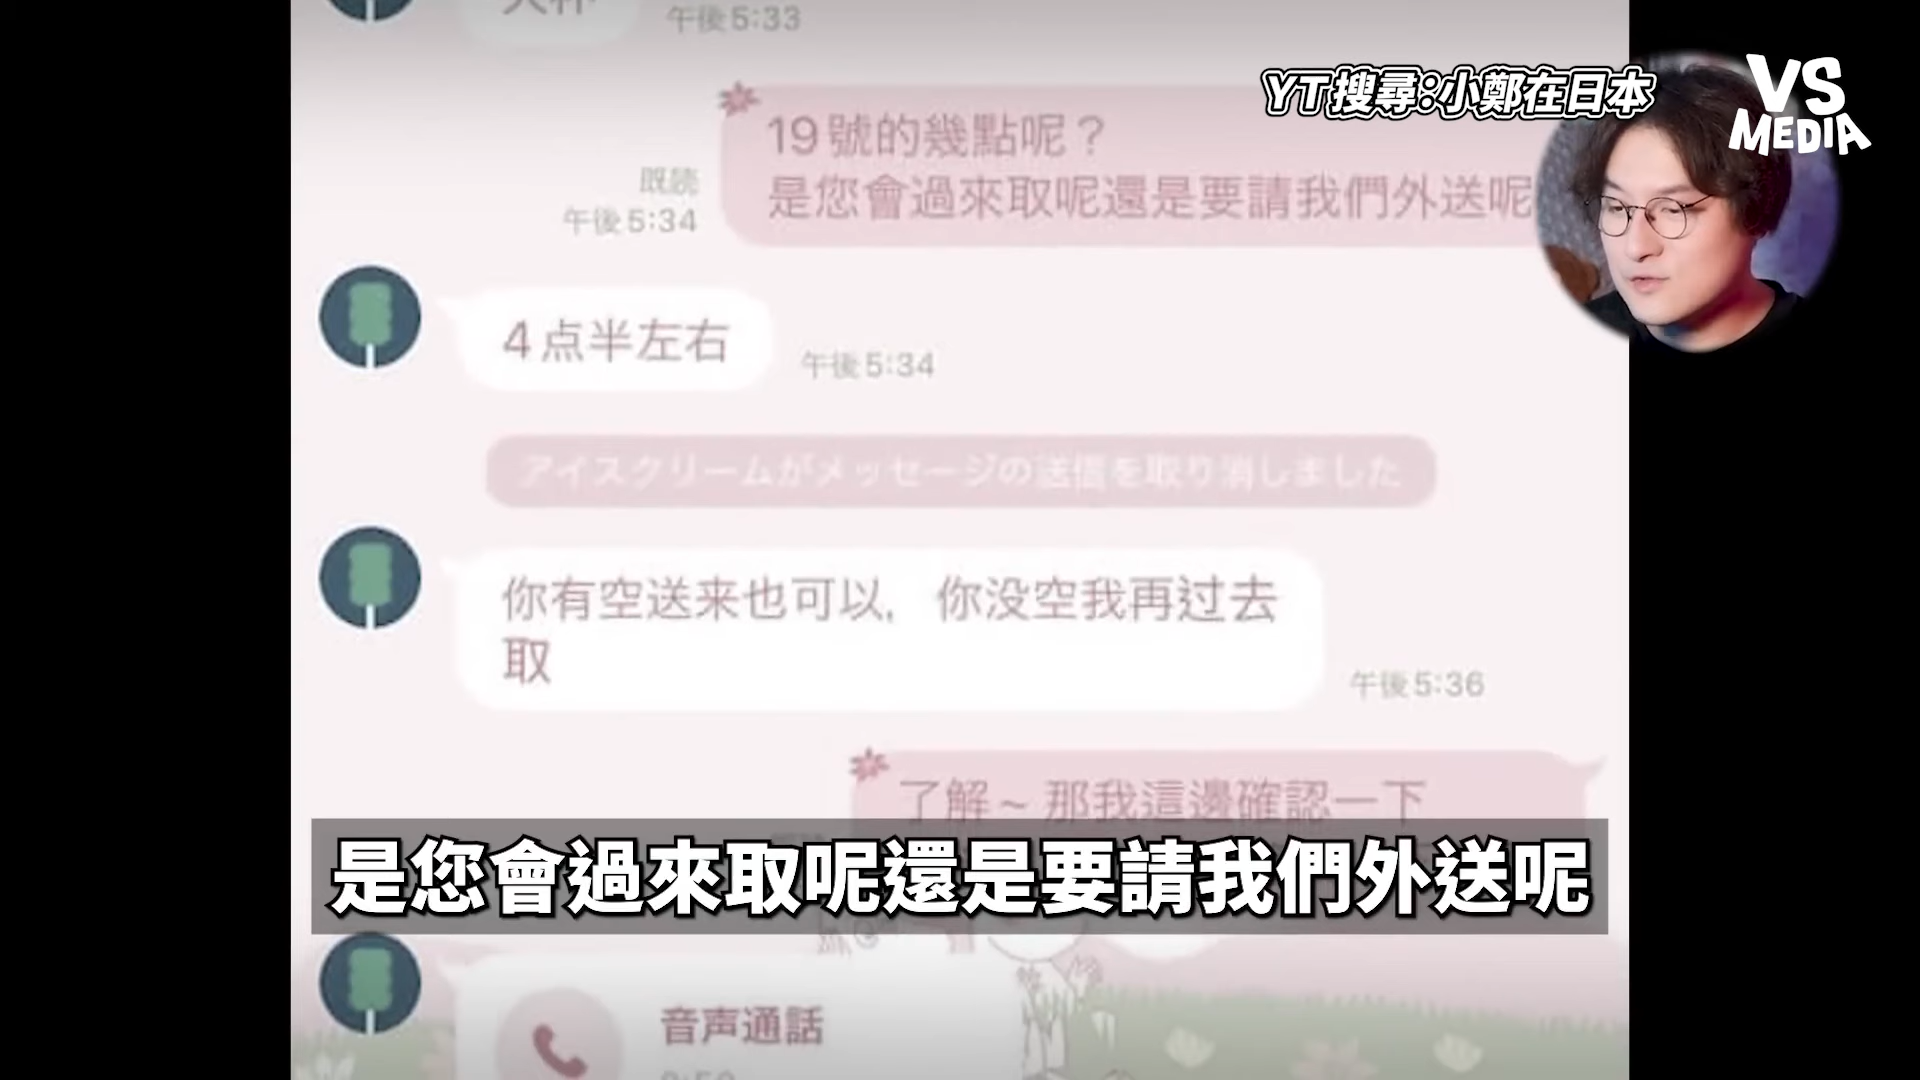 午後5:33
YT搜尋:小鄭在日本
VS
MEDIA
19號的幾點呢？
是您會過來取呢還是要請我們外送呢
既読
午後5:34
4点半左右
午後5:34
アイスクリームがメッセージの送信を取り消しました
你有空送来也可以，你没空我再过去
取
午後5:36
了解~ 那我這邊確認一下
是您會過來取呢還是要請我們外送呢
音声通話